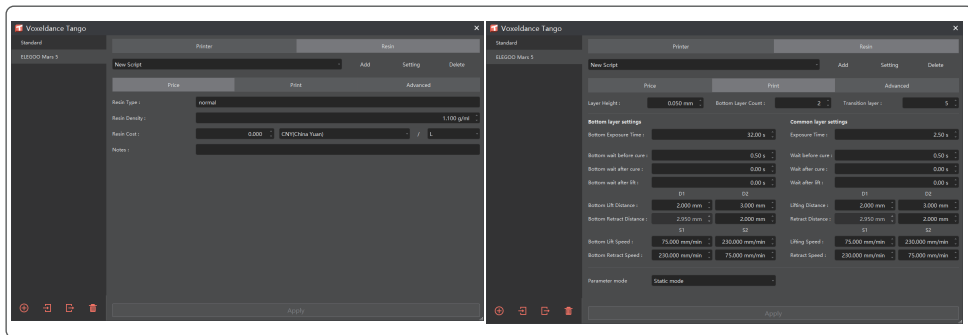 Voxeldance Tango ×
Standard
ELEGOO Mars 5
Printer Resin
New Script Add Setting Delete
Price Print Advanced
Resin Type : normal
Resin Density : 1.100 g/ml
Resin Cost : 0.000 CNY(China Yuan) / L
Notes :
Apply
Voxeldance Tango ×
Standard
ELEGOO Mars 5
Printer Resin
New Script Add Setting Delete
Price Print Advanced
Layer Height : 0.050 mm Bottom Layer Count : 2 Transition layer : 5
Bottom layer settings Common layer settings
Bottom Exposure Time : 32.00 s Exposure Time : 2.50 s
Bottom wait before cure : 0.50 s Wait before cure : 0.50 s
Bottom wait after cure : 0.00 s Wait after cure : 0.00 s
Bottom wait after lift : 0.00 s Wait after lift : 0.00 s
D1 D2 D1 D2
Bottom Lift Distance : 2.000 mm 3.000 mm Lifting Distance : 2.000 mm 3.000 mm
Bottom Retract Distance : 2.950 mm 2.000 mm Retract Distance : 2.950 mm 2.000 mm
S1 S2 S1 S2
Bottom Lift Speed : 75.000 mm/min 230.000 mm/min Lifting Speed : 75.000 mm/min 230.000 mm/min
Bottom Retract Speed : 230.000 mm/min 75.000 mm/min Retract Speed : 230.000 mm/min 75.000 mm/min
Parameter mode Static mode
Apply